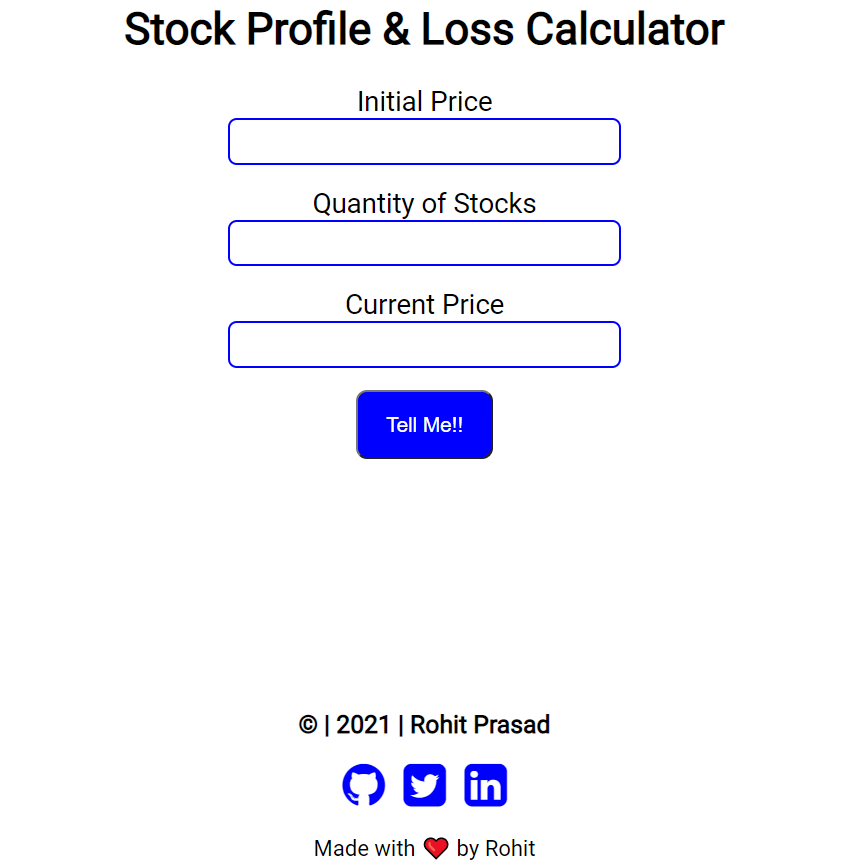 Stock Profile & Loss Calculator
Initial Price
Quantity of Stocks
Current Price
Tell Me!!
© | 2021 | Rohit Prasad
in
Made with ❤️ by Rohit